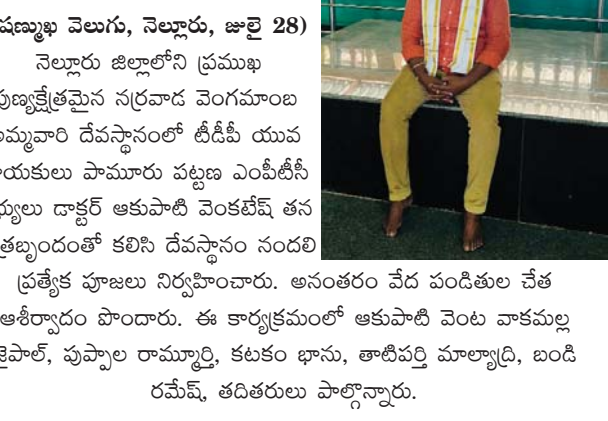 షణ్ముఖ వెలుగు, నెల్లూరు, జులై 28)
నెల్లూరు జిల్లాలోని ప్రముఖ
పుణ్యక్షేత్రమైన నర్రవాడ వెంగమాంబ
అమ్మవారి దేవస్థానంలో టీడీపీ యువ
నాయకులు పామూరు పట్టణ ఎంపీటీసీ
సభ్యులు డాక్టర్ ఆకుపాటి వెంకటేష్ తన
మిత్రబృందంతో కలిసి దేవస్థానం నందలి
ప్రత్యేక పూజలు నిర్వహించారు. అనంతరం వేద పండితుల చేత
ఆశీర్వాదం పొందారు. ఈ కార్యక్రమంలో ఆకుపాటి వెంట వాకమల్ల
జైపాల్, పుప్పాల రామ్మూర్తి, కటకం భాను, తాటిపర్తి మాల్యాద్రి, బండి
రమేష్, తదితరులు పాల్గొన్నారు.